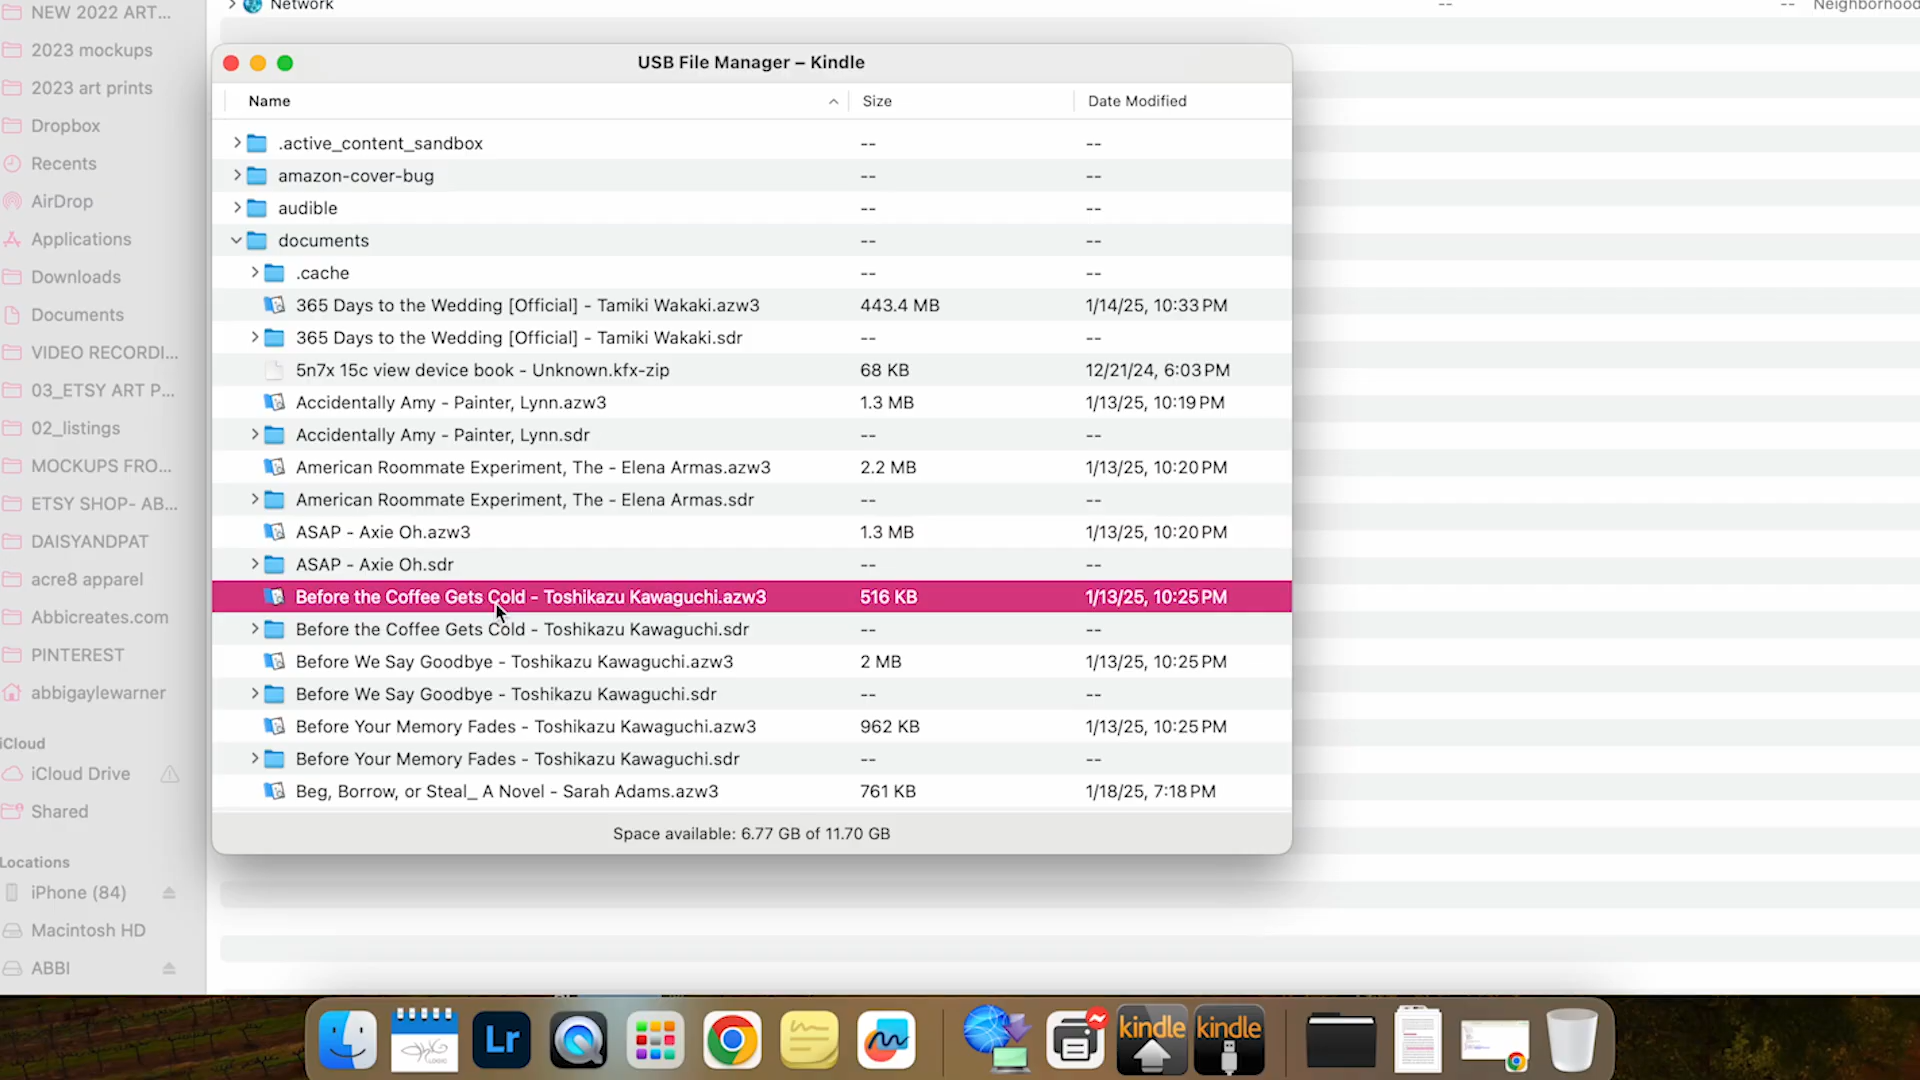 Network -- -- Neighborhood
NEW 2022 ART...
2023 mockups
2023 art prints
Dropbox
Recents
AirDrop
Applications
Downloads
Documents
VIDEO RECORDI...
03_ETSY ART P...
02_listings
MOCKUPS FRO...
ETSY SHOP- AB...
DAISYANDPAT
acre8 apparel
Abbicreates.com
PINTEREST
abbigaylewarner
iCloud
iCloud Drive
Shared
Locations
iPhone (84)
Macintosh HD
ABBI
USB File Manager – Kindle
Name Size Date Modified
.active_content_sandbox -- --
amazon-cover-bug -- --
audible -- --
documents -- --
.cache -- --
365 Days to the Wedding [Official] - Tamiki Wakaki.azw3 443.4 MB 1/14/25, 10:33 PM
365 Days to the Wedding [Official] - Tamiki Wakaki.sdr -- --
5n7x 15c view device book - Unknown.kfx-zip 68 KB 12/21/24, 6:03 PM
Accidentally Amy - Painter, Lynn.azw3 1.3 MB 1/13/25, 10:19 PM
Accidentally Amy - Painter, Lynn.sdr -- --
American Roommate Experiment, The - Elena Armas.azw3 2.2 MB 1/13/25, 10:20 PM
American Roommate Experiment, The - Elena Armas.sdr -- --
ASAP - Axie Oh.azw3 1.3 MB 1/13/25, 10:20 PM
ASAP - Axie Oh.sdr -- --
Before the Coffee Gets Cold - Toshikazu Kawaguchi.azw3 516 KB 1/13/25, 10:25 PM
Before the Coffee Gets Cold - Toshikazu Kawaguchi.sdr -- --
Before We Say Goodbye - Toshikazu Kawaguchi.azw3 2 MB 1/13/25, 10:25 PM
Before We Say Goodbye - Toshikazu Kawaguchi.sdr -- --
Before Your Memory Fades - Toshikazu Kawaguchi.azw3 962 KB 1/13/25, 10:25 PM
Before Your Memory Fades - Toshikazu Kawaguchi.sdr -- --
Beg, Borrow, or Steal_ A Novel - Sarah Adams.azw3 761 KB 1/18/25, 7:18 PM
Space available: 6.77 GB of 11.70 GB
Lr
kindle
kindle